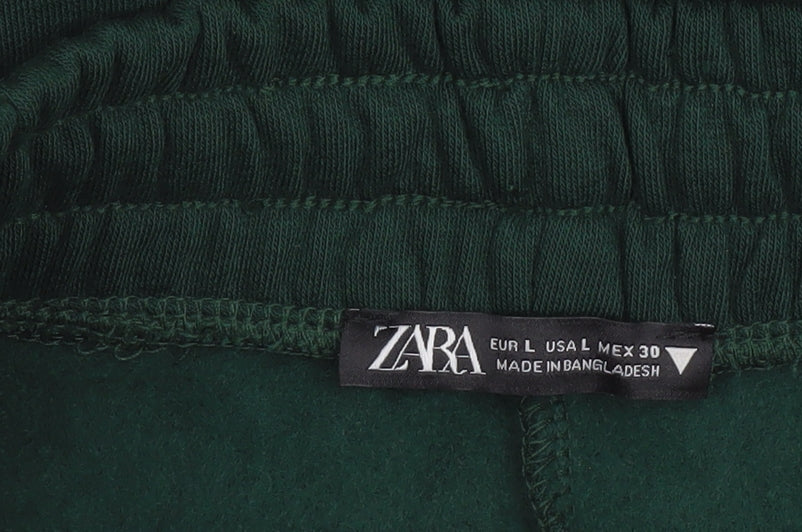 ZARA
EUR L USA L MEX 30
MADE IN BANGLADESH